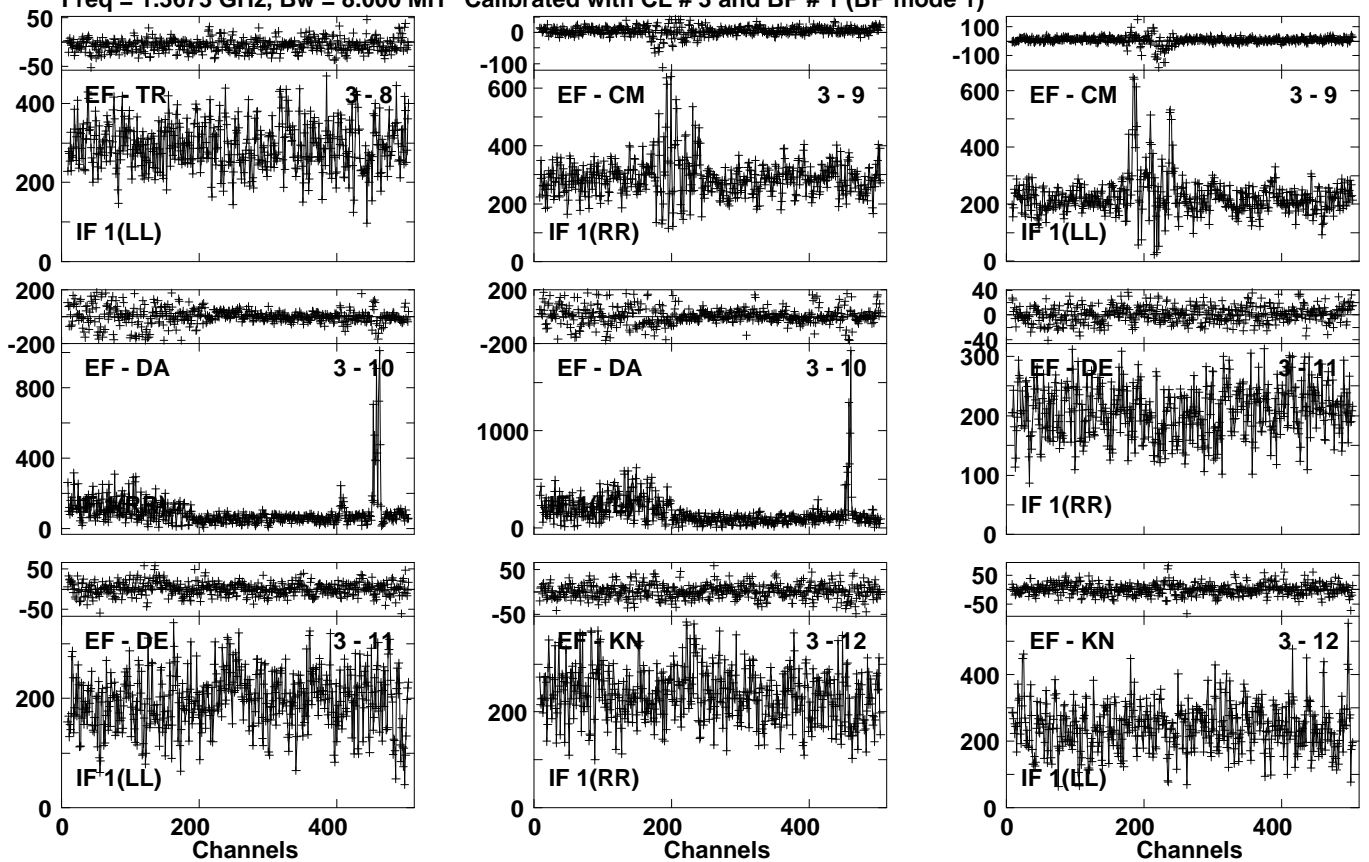 Freq = 1.3673 GHz, Bw = 8.000 MH Calibrated with CL # 3 and BP # 1 (BP mode 1)
50
-50
400
200
0
EF - TR 3 - 8
IF 1(LL)
0
-100
600
400
200
0
EF - CM 3 - 9
IF 1(RR)
100
-100
600
400
200
0
EF - CM 3 - 9
IF 1(LL)
200
-200
800
400
0
EF - DA 3 - 10
IF 1(RR)
200
-200
1000
0
EF - DA 3 - 10
IF 1(LL)
40
0
-40
300
200
100
0
EF - DE 3 - 11
IF 1(RR)
50
-50
200
0
EF - DE 3 - 11
IF 1(LL)
0 200 400
Channels
50
-50
200
0
EF - KN 3 - 12
IF 1(RR)
0 200 400
Channels
50
-50
400
200
0
EF - KN 3 - 12
IF 1(LL)
0 200 400
Channels